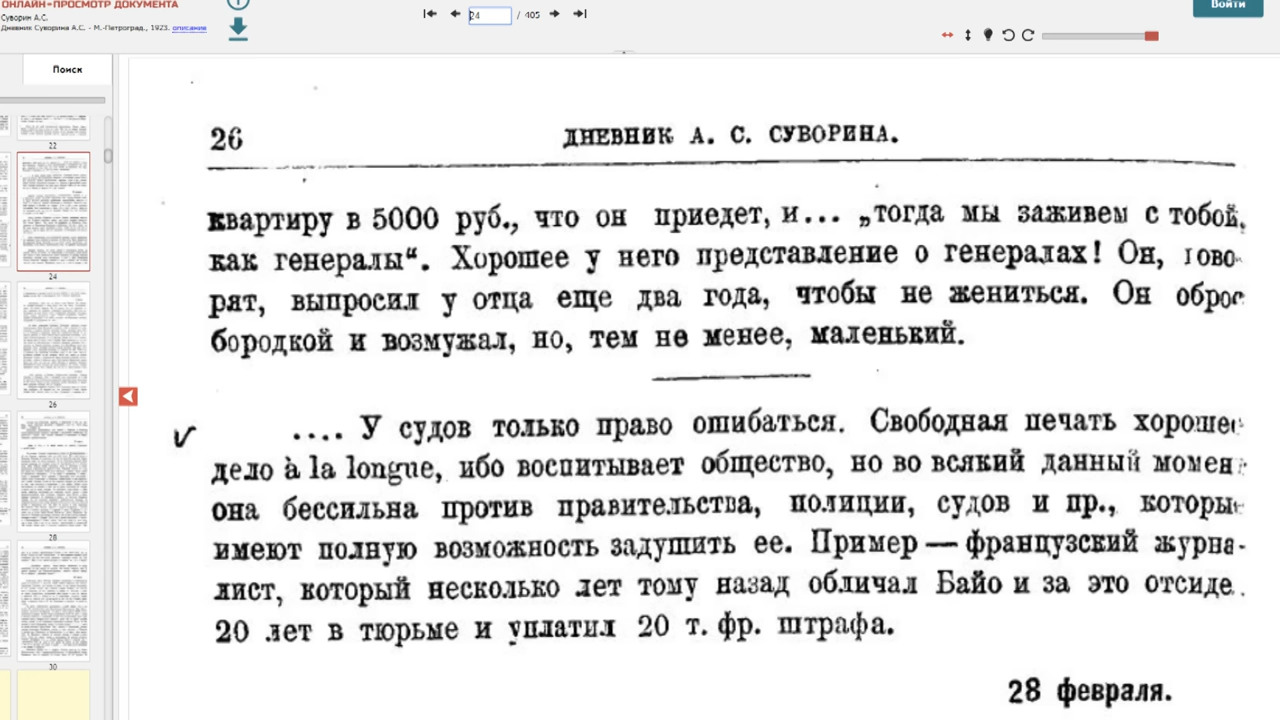 ОНЛАЙН-ПРОСМОТР ДОКУМЕНТА
Суворин А.С.
Дневник Суворина А.С. - М.-Петроград., 1923. описание
24 / 405
Войти
Поиск
22
24
26
28
30
26 ДНЕВНИК А. С. СУВОРИНА.
квартиру в 5000 руб., что он приедет, и... „тогда мы заживем с тобой,
как генералы“. Хорошее у него представление о генералах! Он, гово-
рят, выпросил у отца еще два года, чтобы не жениться. Он оброс
бородкой и возмужал, но, тем не менее, маленький.
.... У судов только право ошибаться. Свободная печать хорошее
дело à la longue, ибо воспитывает общество, но во всякий данный момен
она бессильна против правительства, полиции, судов и пр., которы
имеют полную возможность задушить ее. Пример — французский журна-
лист, который несколько лет тому назад обличал Байо и за это отсиде
20 лет в тюрьме и уплатил 20 т. фр. штрафа.
28 февраля.